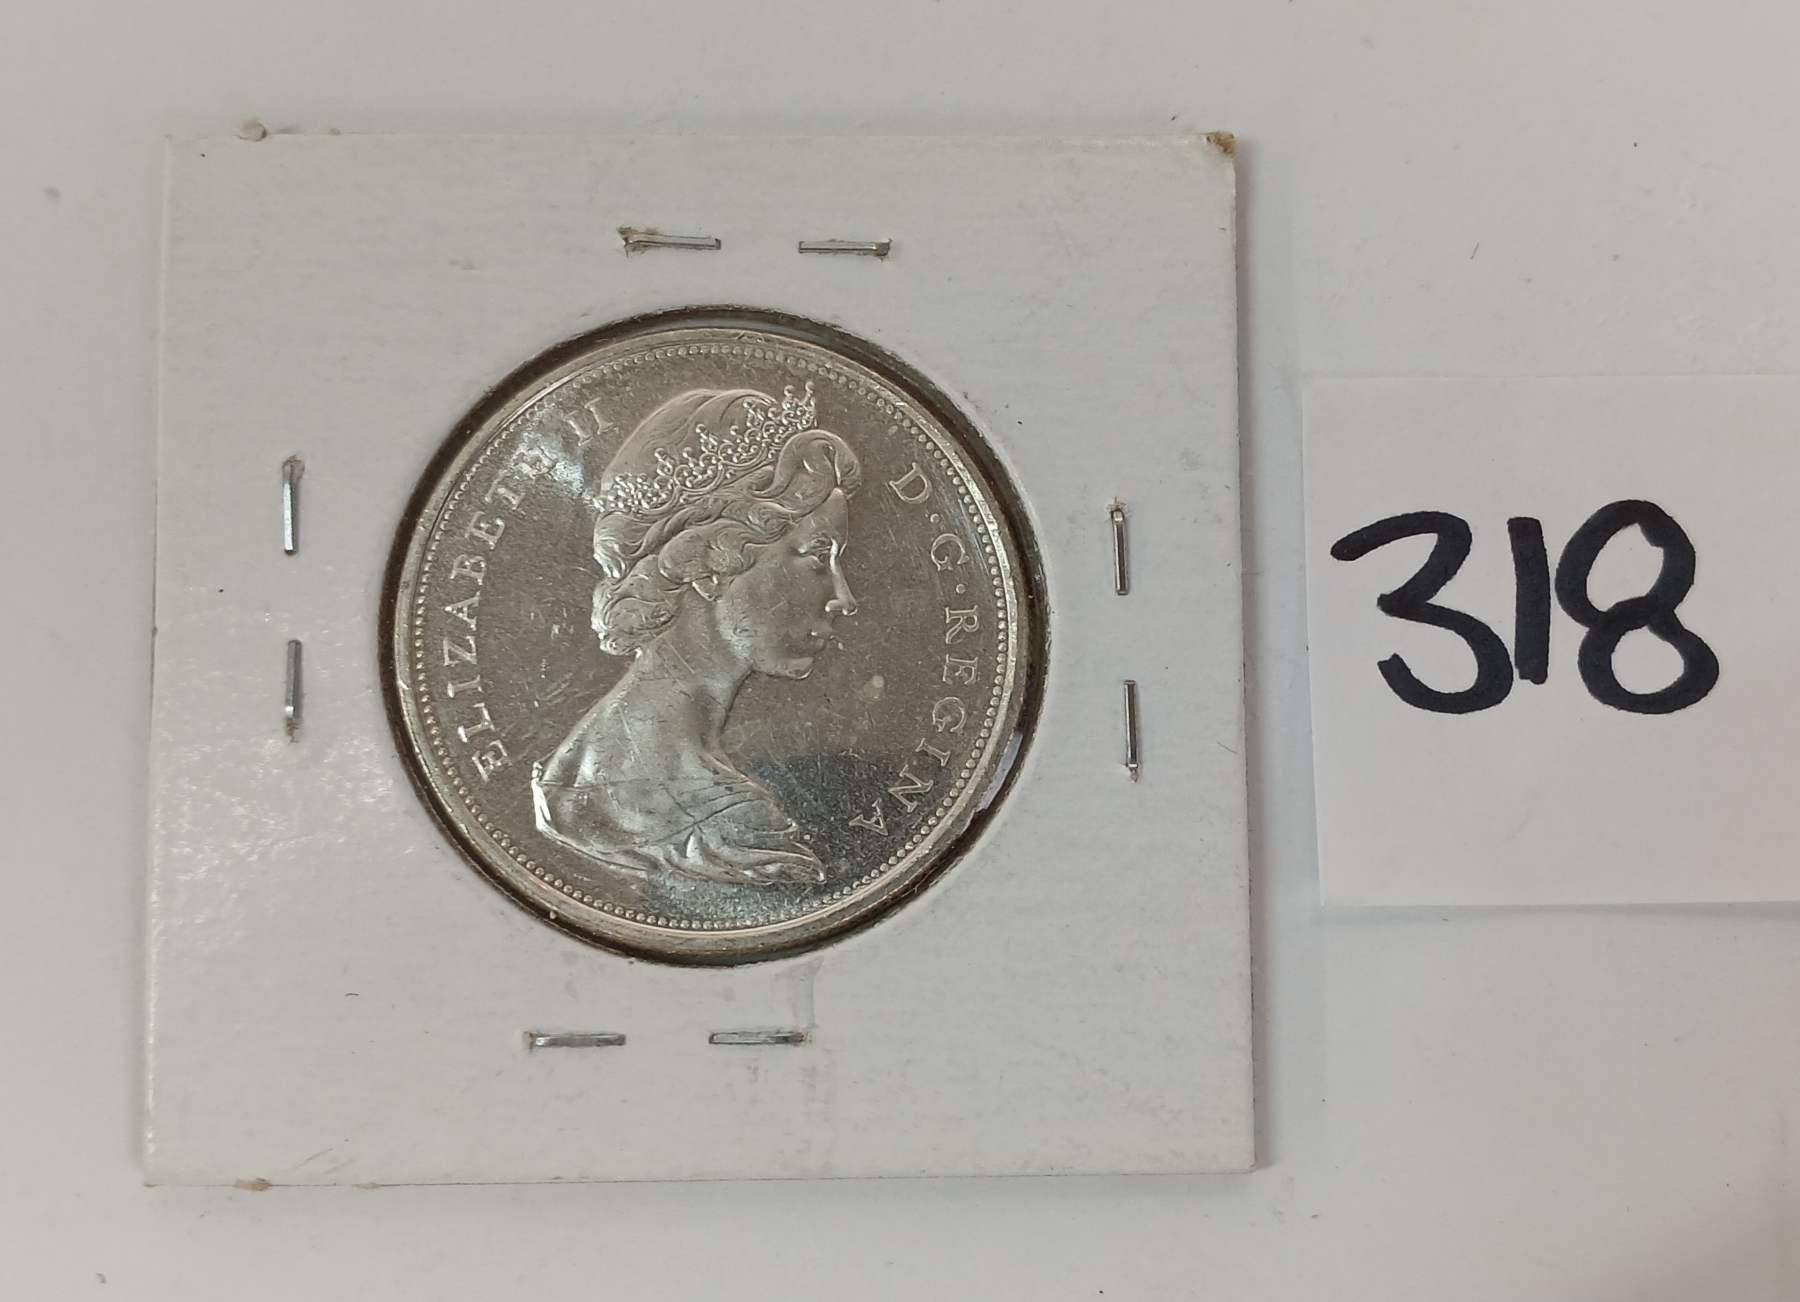 ELIZABETH II D·G·REGINA
318